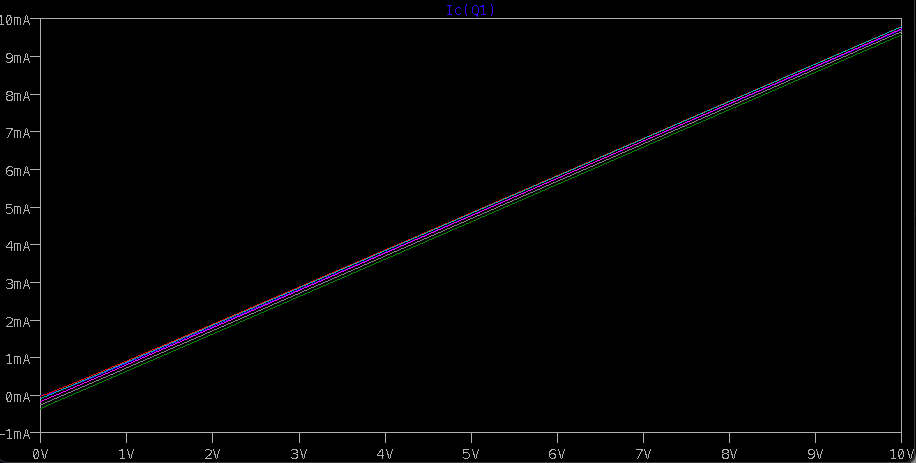 Ic(Q1)
10mA
9mA
8mA
7mA
6mA
5mA
4mA
3mA
2mA
1mA
0mA
-1mA
0V 1V 2V 3V 4V 5V 6V 7V 8V 9V 10V